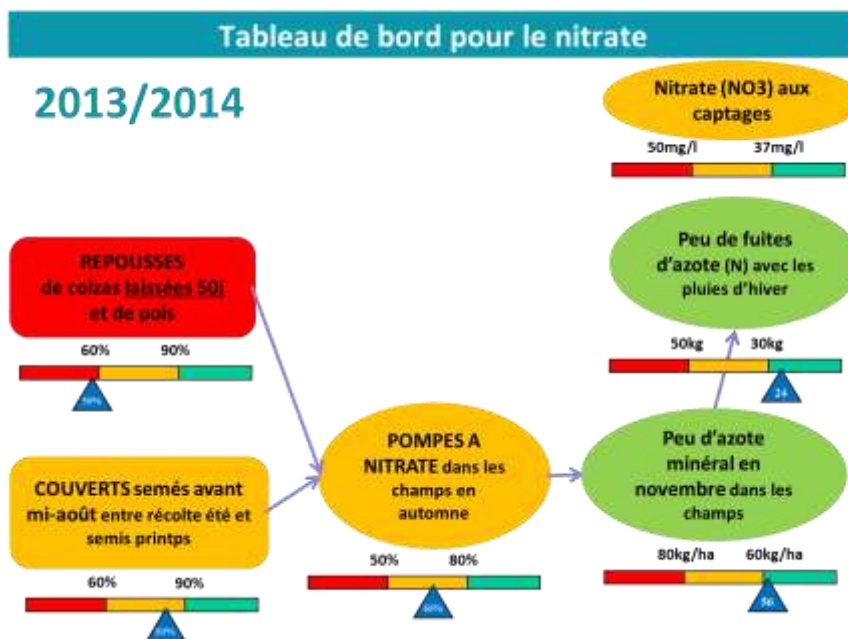 Tableau de bord pour le nitrate
2013/2014
Nitrate (NO3) aux
captages
50mg/l 37mg/l
Peu de fuites
d'azote (N) avec les
pluies d'hiver
50kg 30kg
24
REPOUSSES
de colzas laissées 50j
et de pois
60% 90%
POMPES A
NITRATE dans les
champs en
automne
50% 80%
Peu d'azote
minéral en
novembre dans les
champs
80kg/ha 60kg/ha
56
COUVERTS semés avant
mi-août entre récolte été et
semis printps
60% 90%